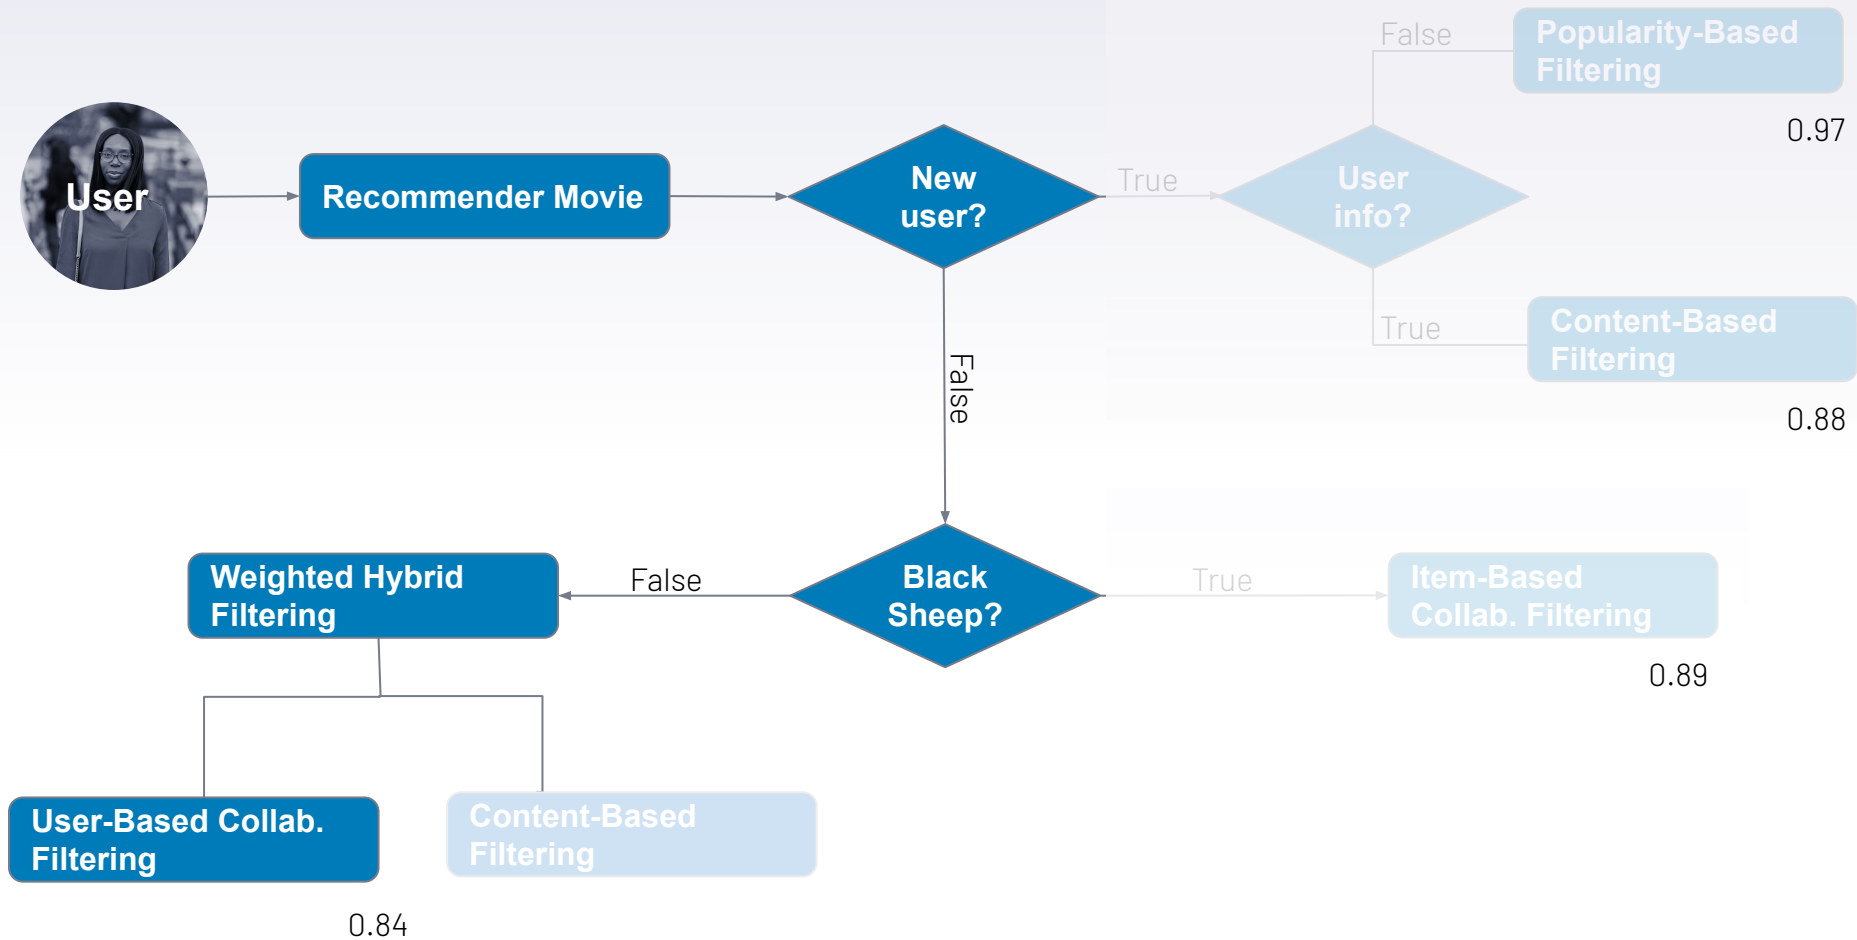 False
Popularity-Based
Filtering
0.97
User
Recommender Movie
New
user?
True
User
info?
True
Content-Based
Filtering
0.88
False
Weighted Hybrid
Filtering
False
Black
Sheep?
True
Item-Based
Collab. Filtering
0.89
User-Based Collab.
Filtering
0.84
Content-Based
Filtering